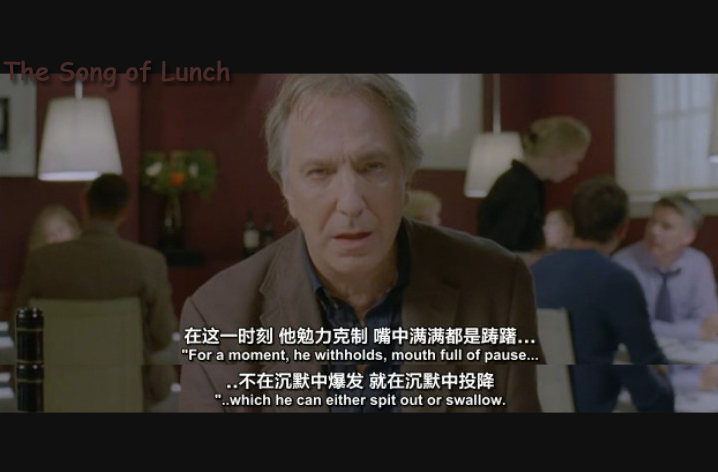 The Song of Lunch
在这一时刻 他勉力克制 嘴中满满都是踌躇...
"For a moment, he withholds, mouth full of pause...
..不在沉默中爆发 就在沉默中投降
"..which he can either spit out or swallow.